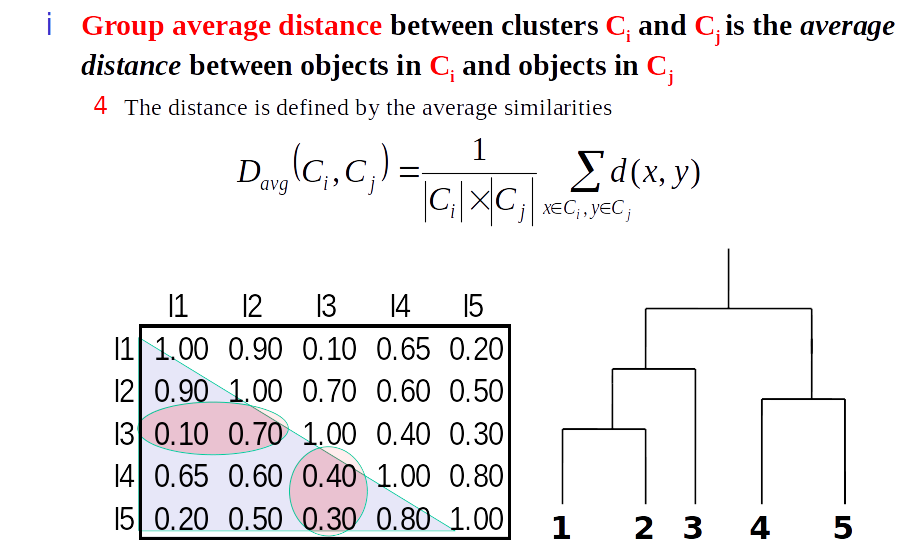 i Group average distance between clusters Ci and Cj is the average
distance between objects in Ci and objects in Cj
4 The distance is defined by the average similarities
Davg(Ci, Cj) = 1 / |Ci|×|Cj| ∑ x∈Ci, y∈Cj d(x, y)
I1 I2 I3 I4 I5
I1 1.00 0.90 0.10 0.65 0.20
I2 0.90 1.00 0.70 0.60 0.50
I3 0.10 0.70 1.00 0.40 0.30
I4 0.65 0.60 0.40 1.00 0.80
I5 0.20 0.50 0.30 0.80 1.00
1 2 3 4 5